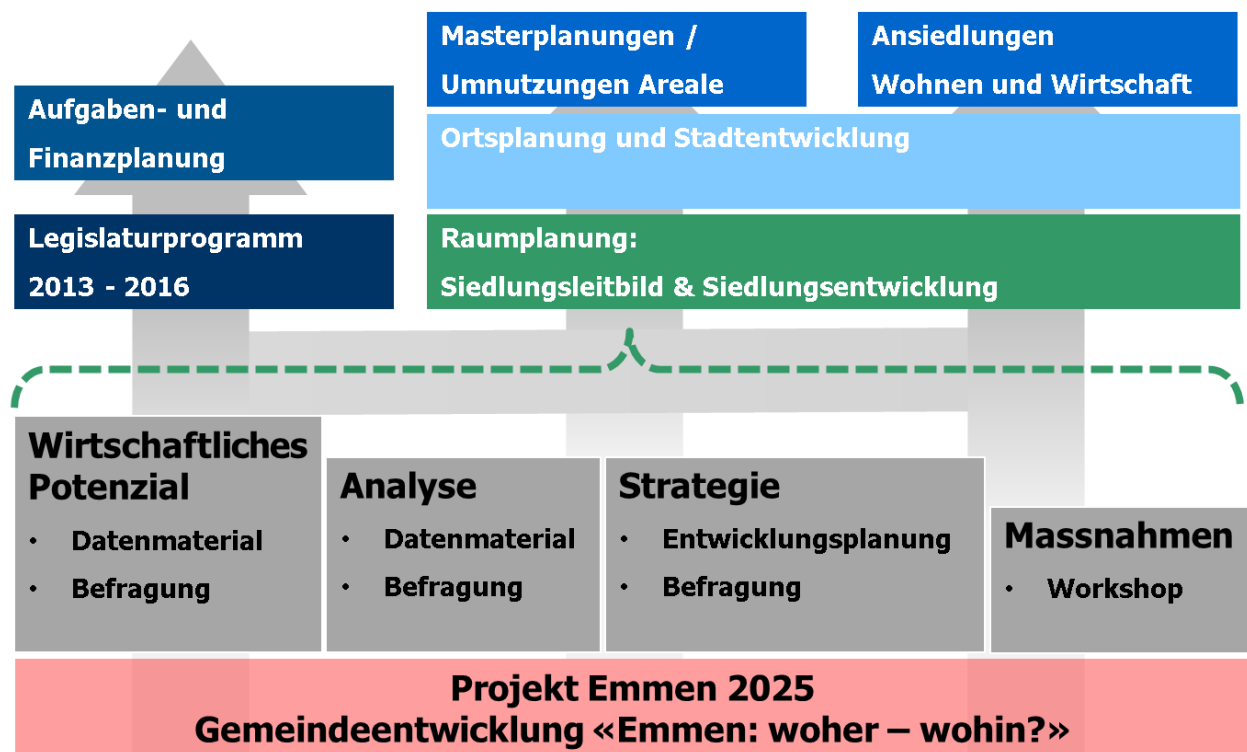 Aufgaben- und
Finanzplanung
Legislaturprogramm
2013 - 2016
Masterplanungen /
Umnutzungen Areale
Ansiedlungen
Wohnen und Wirtschaft
Ortsplanung und Stadtentwicklung
Raumplanung:
Siedlungsleitbild & Siedlungsentwicklung
Wirtschaftliches
Potenzial
• Datenmaterial
• Befragung
Analyse
• Datenmaterial
• Befragung
Strategie
• Entwicklungsplanung
• Befragung
Massnahmen
• Workshop
Projekt Emmen 2025
Gemeindeentwicklung «Emmen: woher – wohin?»